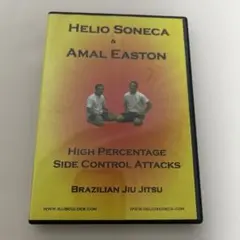 HELIO SONECA
&
AMAL EASTON
HIGH PERCENTAGE
SIDE CONTROL ATTACKS
BRAZILIAN JIU JITSU